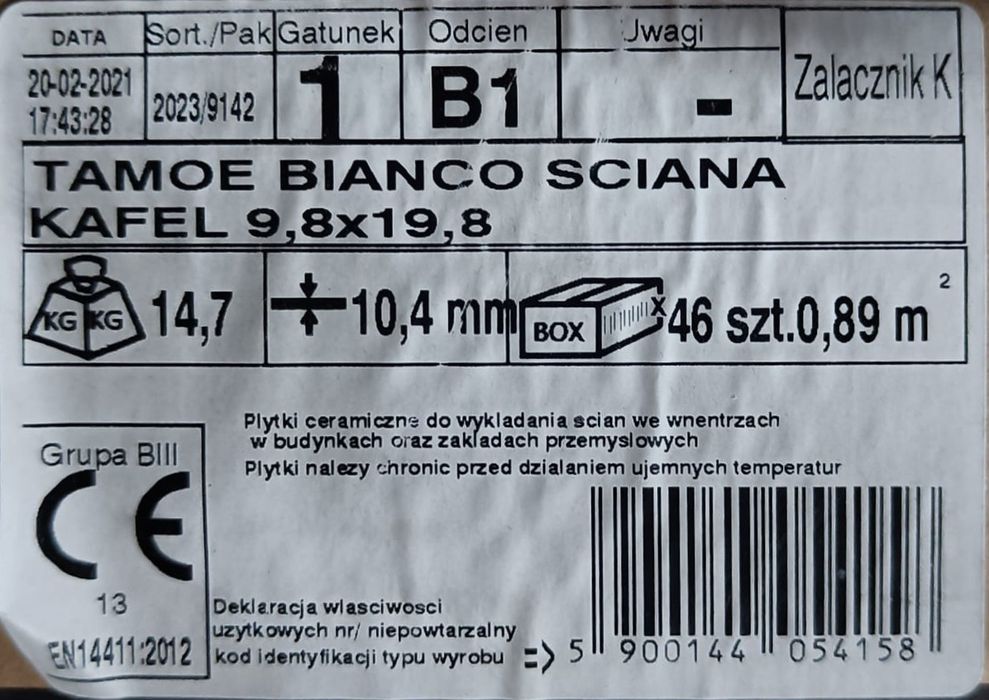 DATA Sort./Pak Gatunek Odcien Uwagi
20-02-2021
17:43:28
2023/9142
1
B1
-
Zalacznik K
TAMOE BIANCO SCIANA
KAFEL 9,8x19,8
KG KG 14,7
10,4 mm
BOX x46 szt.0,89 m²
Plytki ceramiczne do wykladania scian we wnentrzach
w budynkach oraz zakladach przemyslowych
Plytki nalezy chronic przed dzialaniem ujemnych temperatur
Grupa BIII
CE
13
EN14411:2012
Deklaracja wlasciwosci
uzytkowych nr/ niepowtarzalny
kod identyfikacji typu wyrobu =>
5 900144 054158